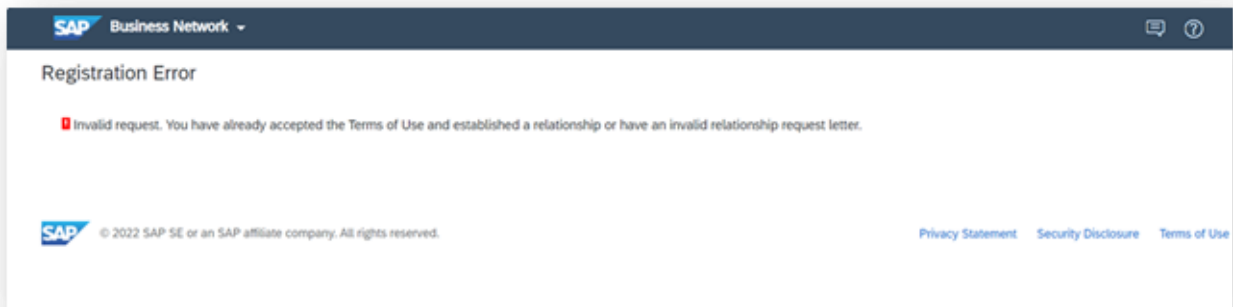 SAP Business Network
Registration Error
Invalid request. You have already accepted the Terms of Use and established a relationship or have an invalid relationship request letter.
SAP © 2022 SAP SE or an SAP affiliate company. All rights reserved. Privacy Statement Security Disclosure Terms of Use